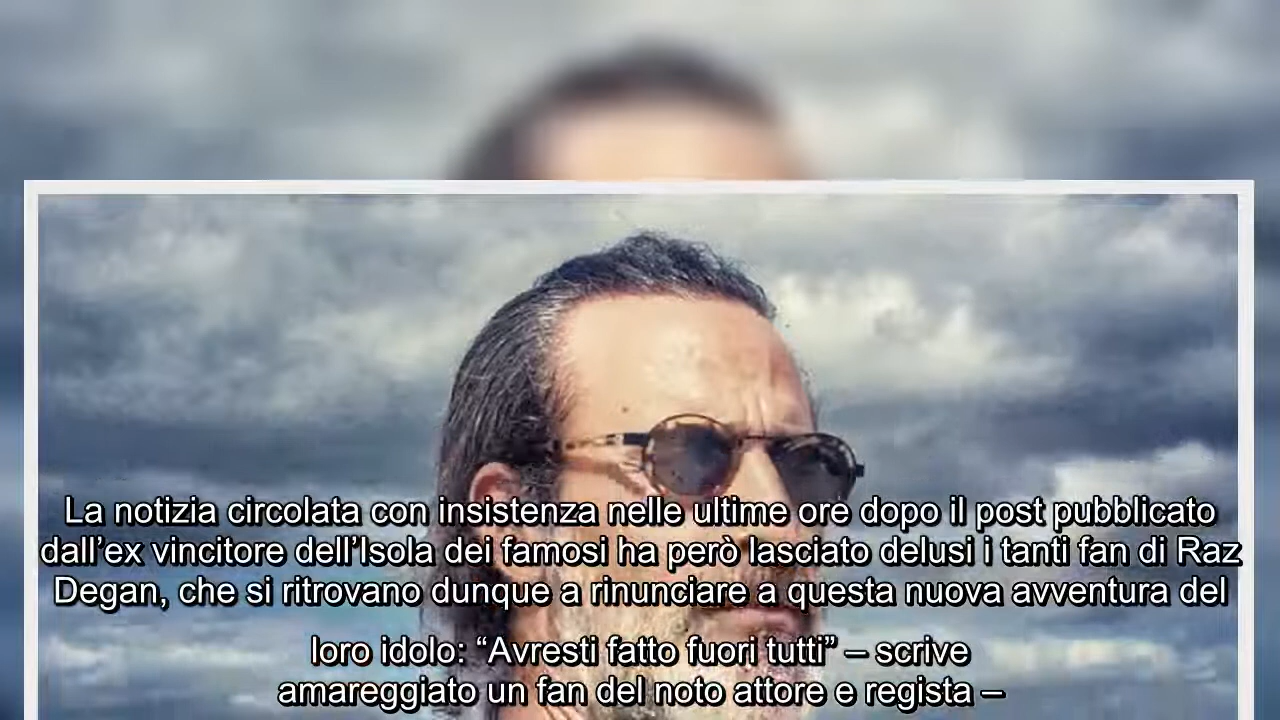 La notizia circolata con insistenza nelle ultime ore dopo il post pubblicato
dall’ex vincitore dell’Isola dei famosi ha però lasciato delusi i tanti fan di Raz
Degan, che si ritrovano dunque a rinunciare a questa nuova avventura del
loro idolo: “Avresti fatto fuori tutti” – scrive
amareggiato un fan del noto attore e regista –